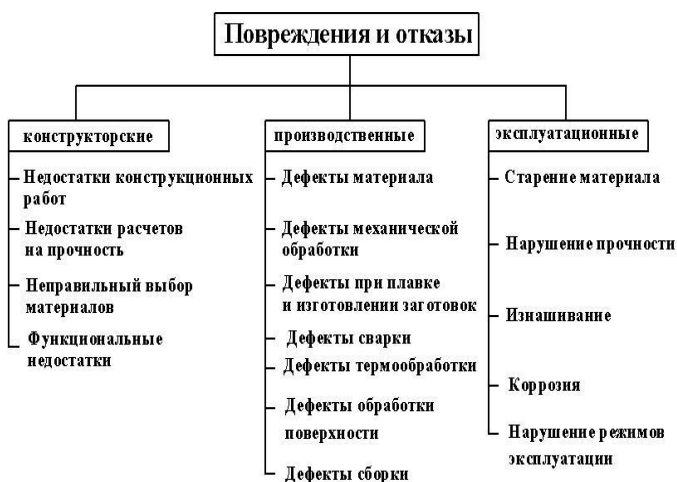 Повреждения и отказы
конструкторские
Недостатки конструкционных
работ
Недостатки расчетов
на прочность
Неправильный выбор
материалов
Функциональные
недостатки
производственные
Дефекты материала
Дефекты механической
обработки
Дефекты при плавке
и изготовлении заготовок
Дефекты сварки
Дефекты термообработки
Дефекты обработки
поверхности
Дефекты сборки
эксплуатационные
Старение материала
Нарушение прочности
Изнашивание
Коррозия
Нарушение режимов
эксплуатации